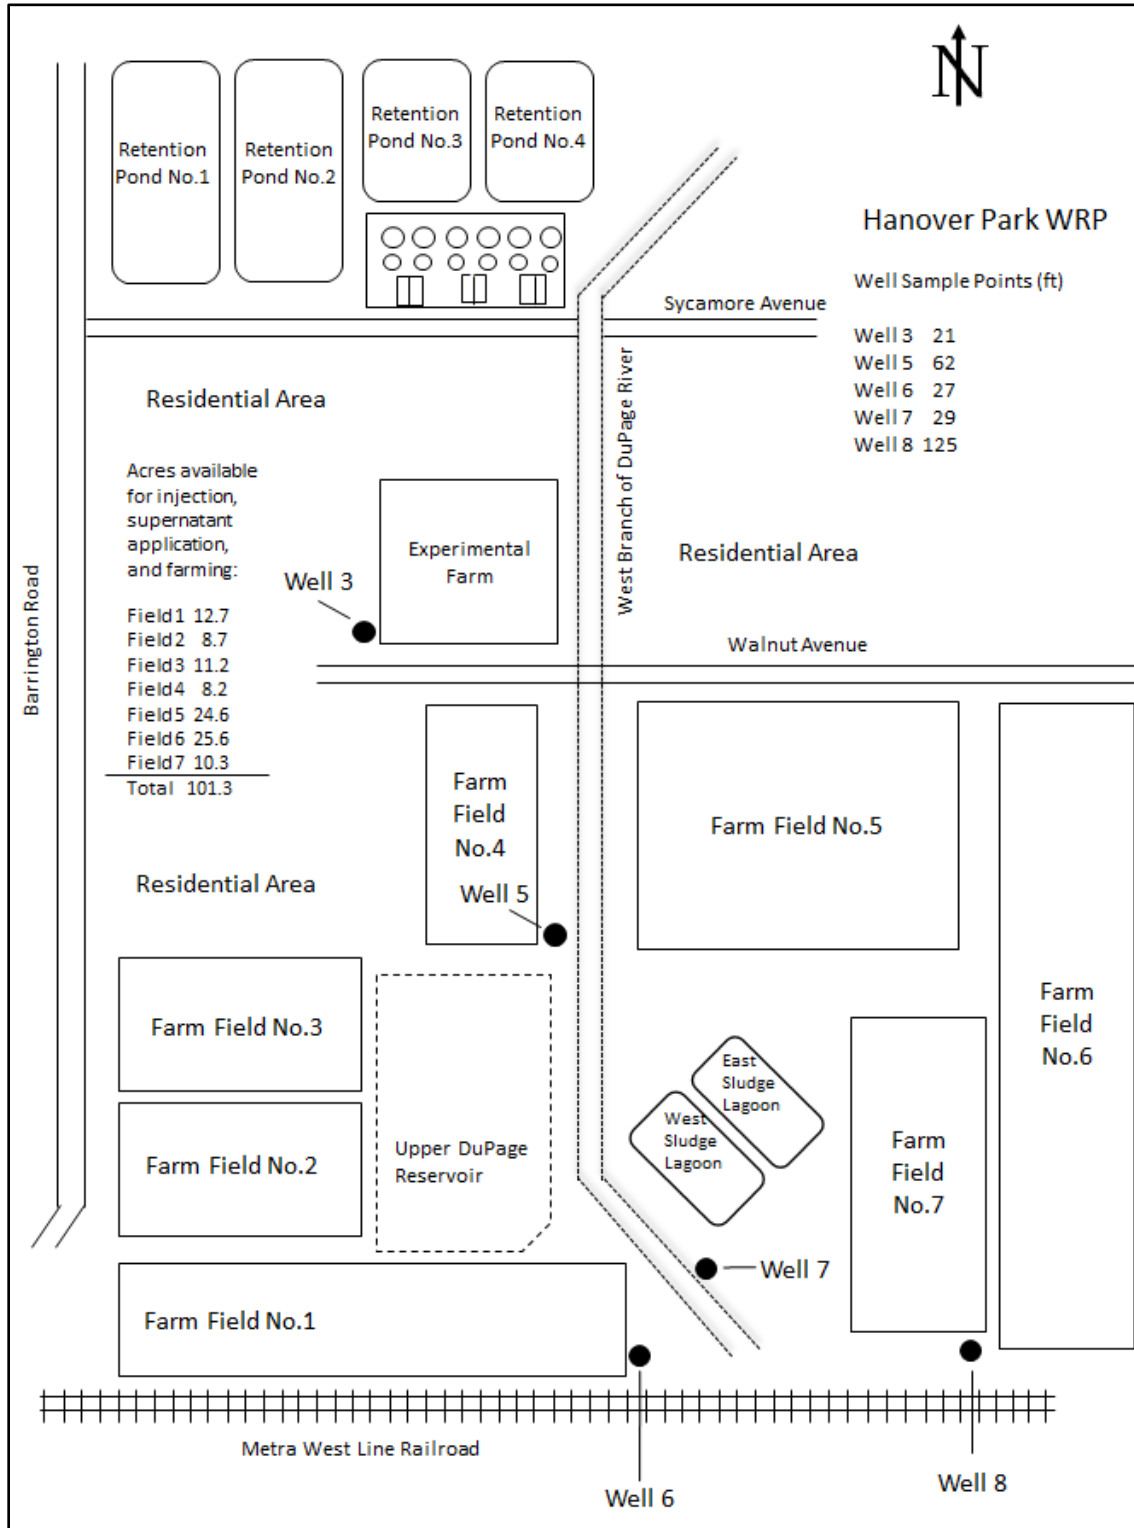 N
Retention
Pond No.1
Retention
Pond No.2
Retention
Pond No.3
Retention
Pond No.4
Hanover Park WRP
Well Sample Points (ft)
Well 3 21
Well 5 62
Well 6 27
Well 7 29
Well 8 125
Sycamore Avenue
West Branch of DuPage River
Residential Area
Acres available
for injection,
supernatant
application,
and farming:
Field 1 12.7
Field 2 8.7
Field 3 11.2
Field 4 8.2
Field 5 24.6
Field 6 25.6
Field 7 10.3
Total 101.3
Barrington Road
Experimental
Farm
Well 3
Residential Area
Walnut Avenue
Farm
Field
No.4
Well 5
Farm Field No.5
Residential Area
Farm
Field
No.6
Farm Field No.3
Farm Field No.2
Upper DuPage
Reservoir
East
Sludge
Lagoon
West
Sludge
Lagoon
Farm
Field
No.7
Well 7
Farm Field No.1
Metra West Line Railroad
Well 6
Well 8